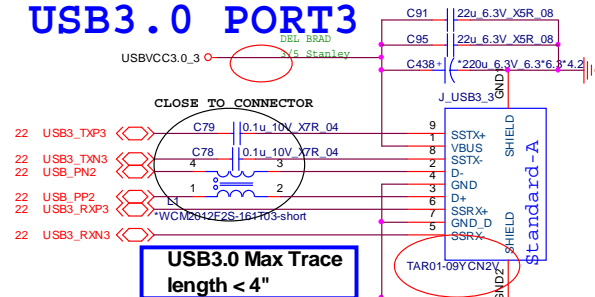 USB3.0 PORT3
DEL BRAD
3/5 Stanley
USBVCC3.0_3
C91 22u_6.3V_X5R_08
C95 22u_6.3V_X5R_08
C438 + *220u_6.3V_6.3*6.3*4.2
CLOSE TO CONNECTOR
J_USB3_3
GND1
SHIELD
22 USB3_TXP3 C79 0.1u_10V_X7R_04 9 SSTX+
1 VBUS
22 USB3_TXN3 C78 0.1u_10V_X7R_04 8 SSTX-
22 USB_PN2 4 3 2 D-
4 GND
22 USB_PP2 1 2 3 D+
22 USB3_RXP3 L1 6 SSRX+
*WCM2012F2S-161T03-short 7 GND_D
22 USB3_RXN3 5 SSRX-
SHIELD
Standard-A
USB3.0 Max Trace
length < 4"
TAR01-09YCN2V
GND2